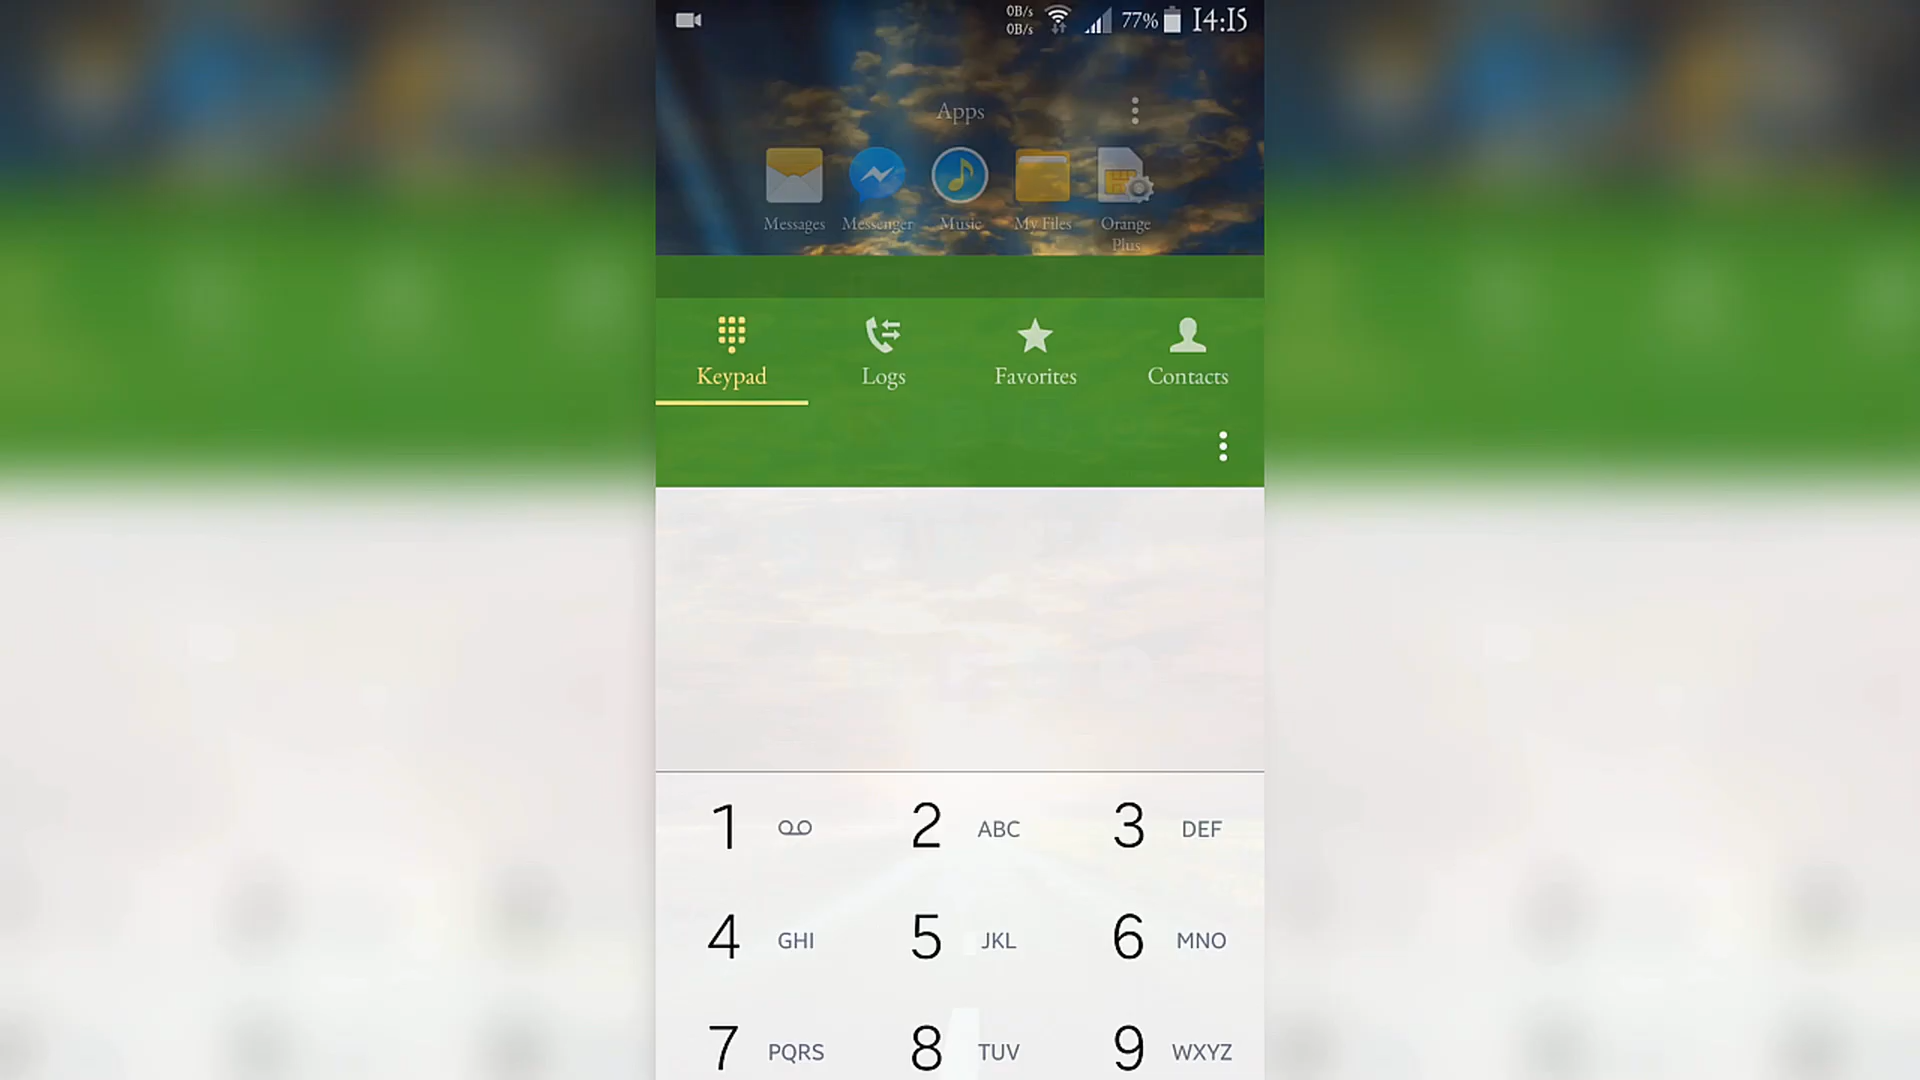 0B/s
0B/s
77%
14:15
Apps
Messages
Messenger
Music
My Files
Orange
Plus
Keypad
Logs
Favorites
Contacts
1
2 ABC
3 DEF
4 GHI
5 JKL
6 MNO
7 PQRS
8 TUV
9 WXYZ